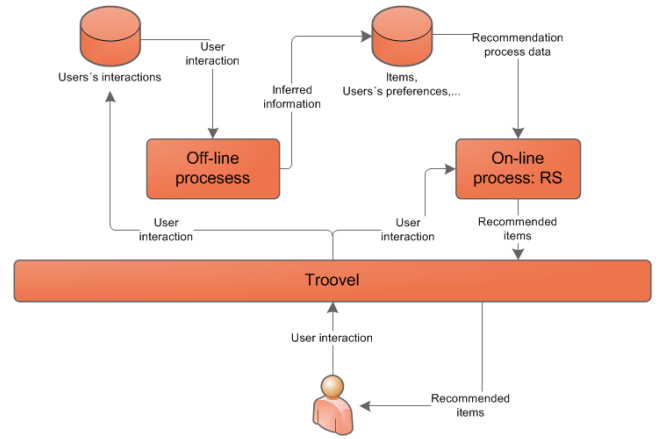 User
interaction
Recommendation
process data
Users´s interactions
Items,
Users´s preferences,...
Inferred
information
Off-line
procesess
On-line
process: RS
User
interaction
User
interaction
Recommended
items
Troovel
User interaction
Recommended
items